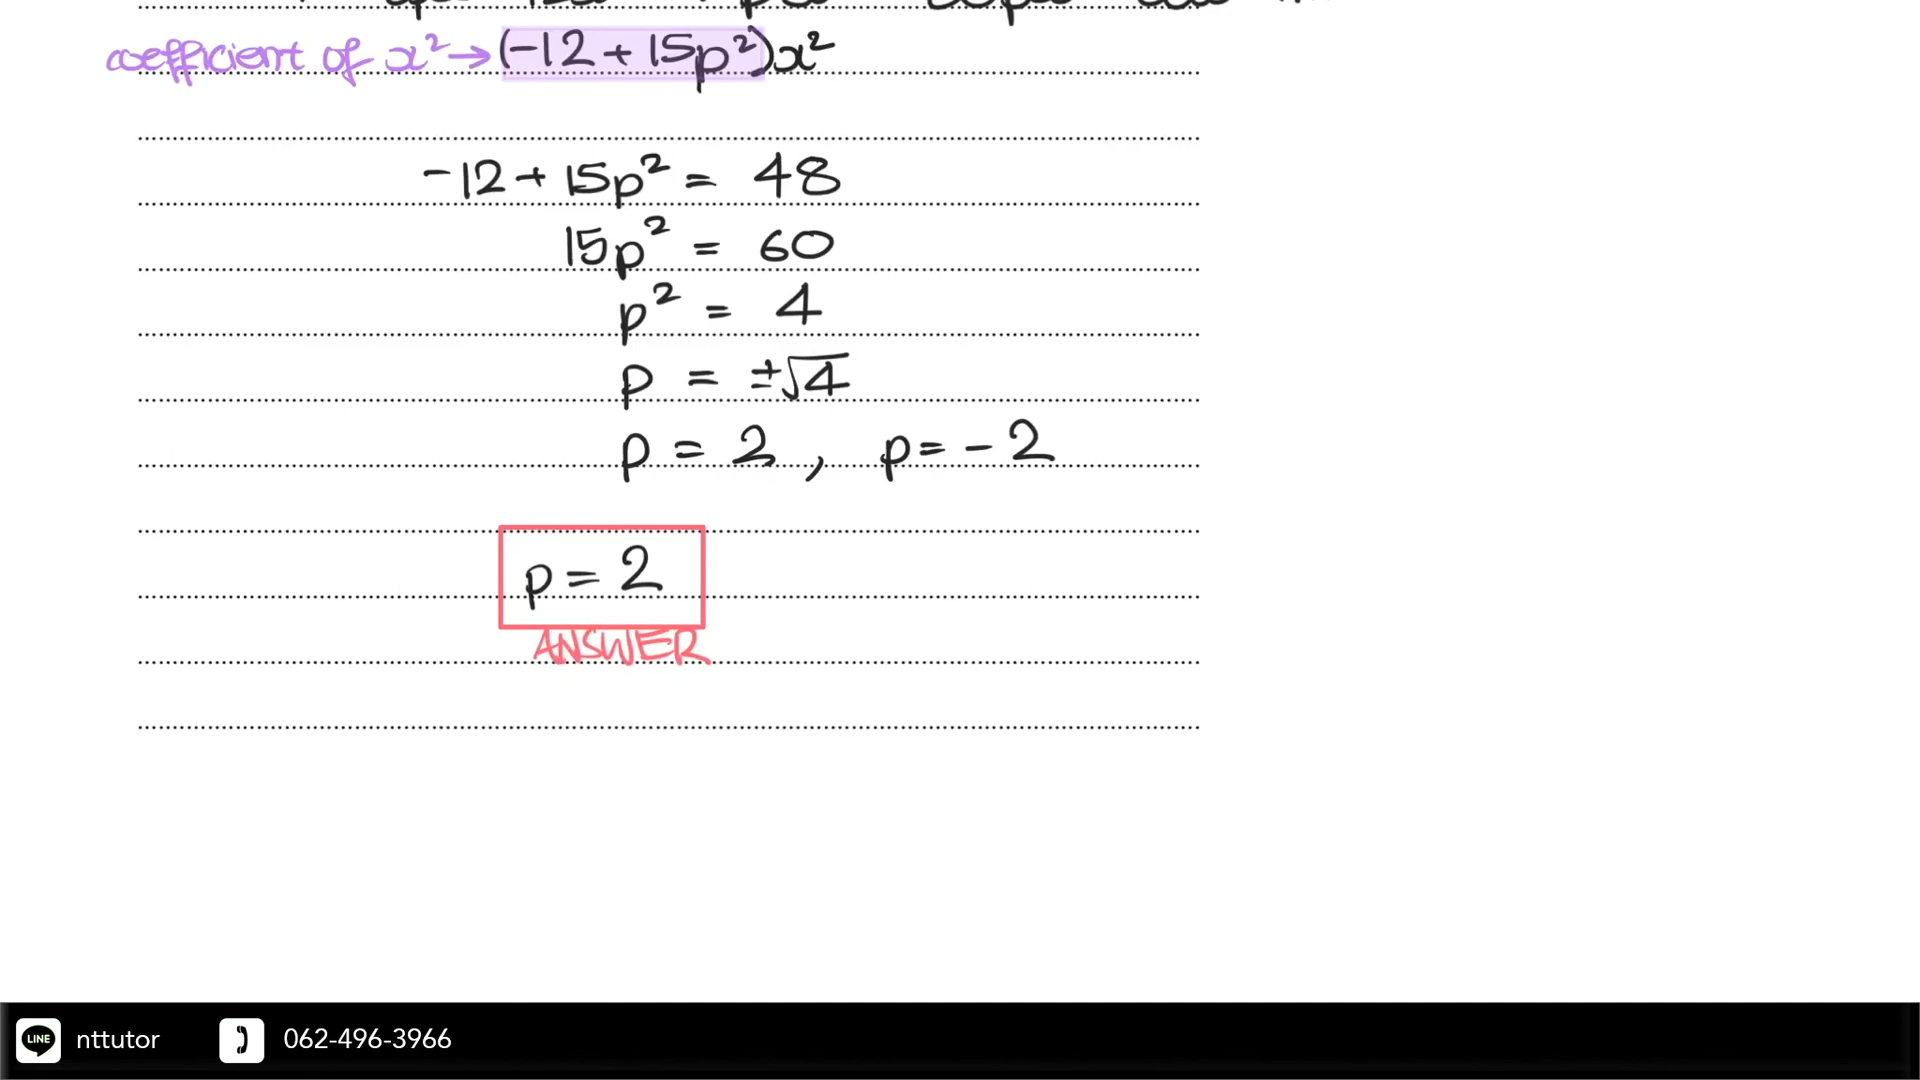 coefficient of x² → (-12 + 15p²)x²
-12 + 15p² = 48
15p² = 60
p² = 4
p = ±√4
p = 2 , p = -2
p = 2
ANSWER
LINE nttutor 062-496-3966